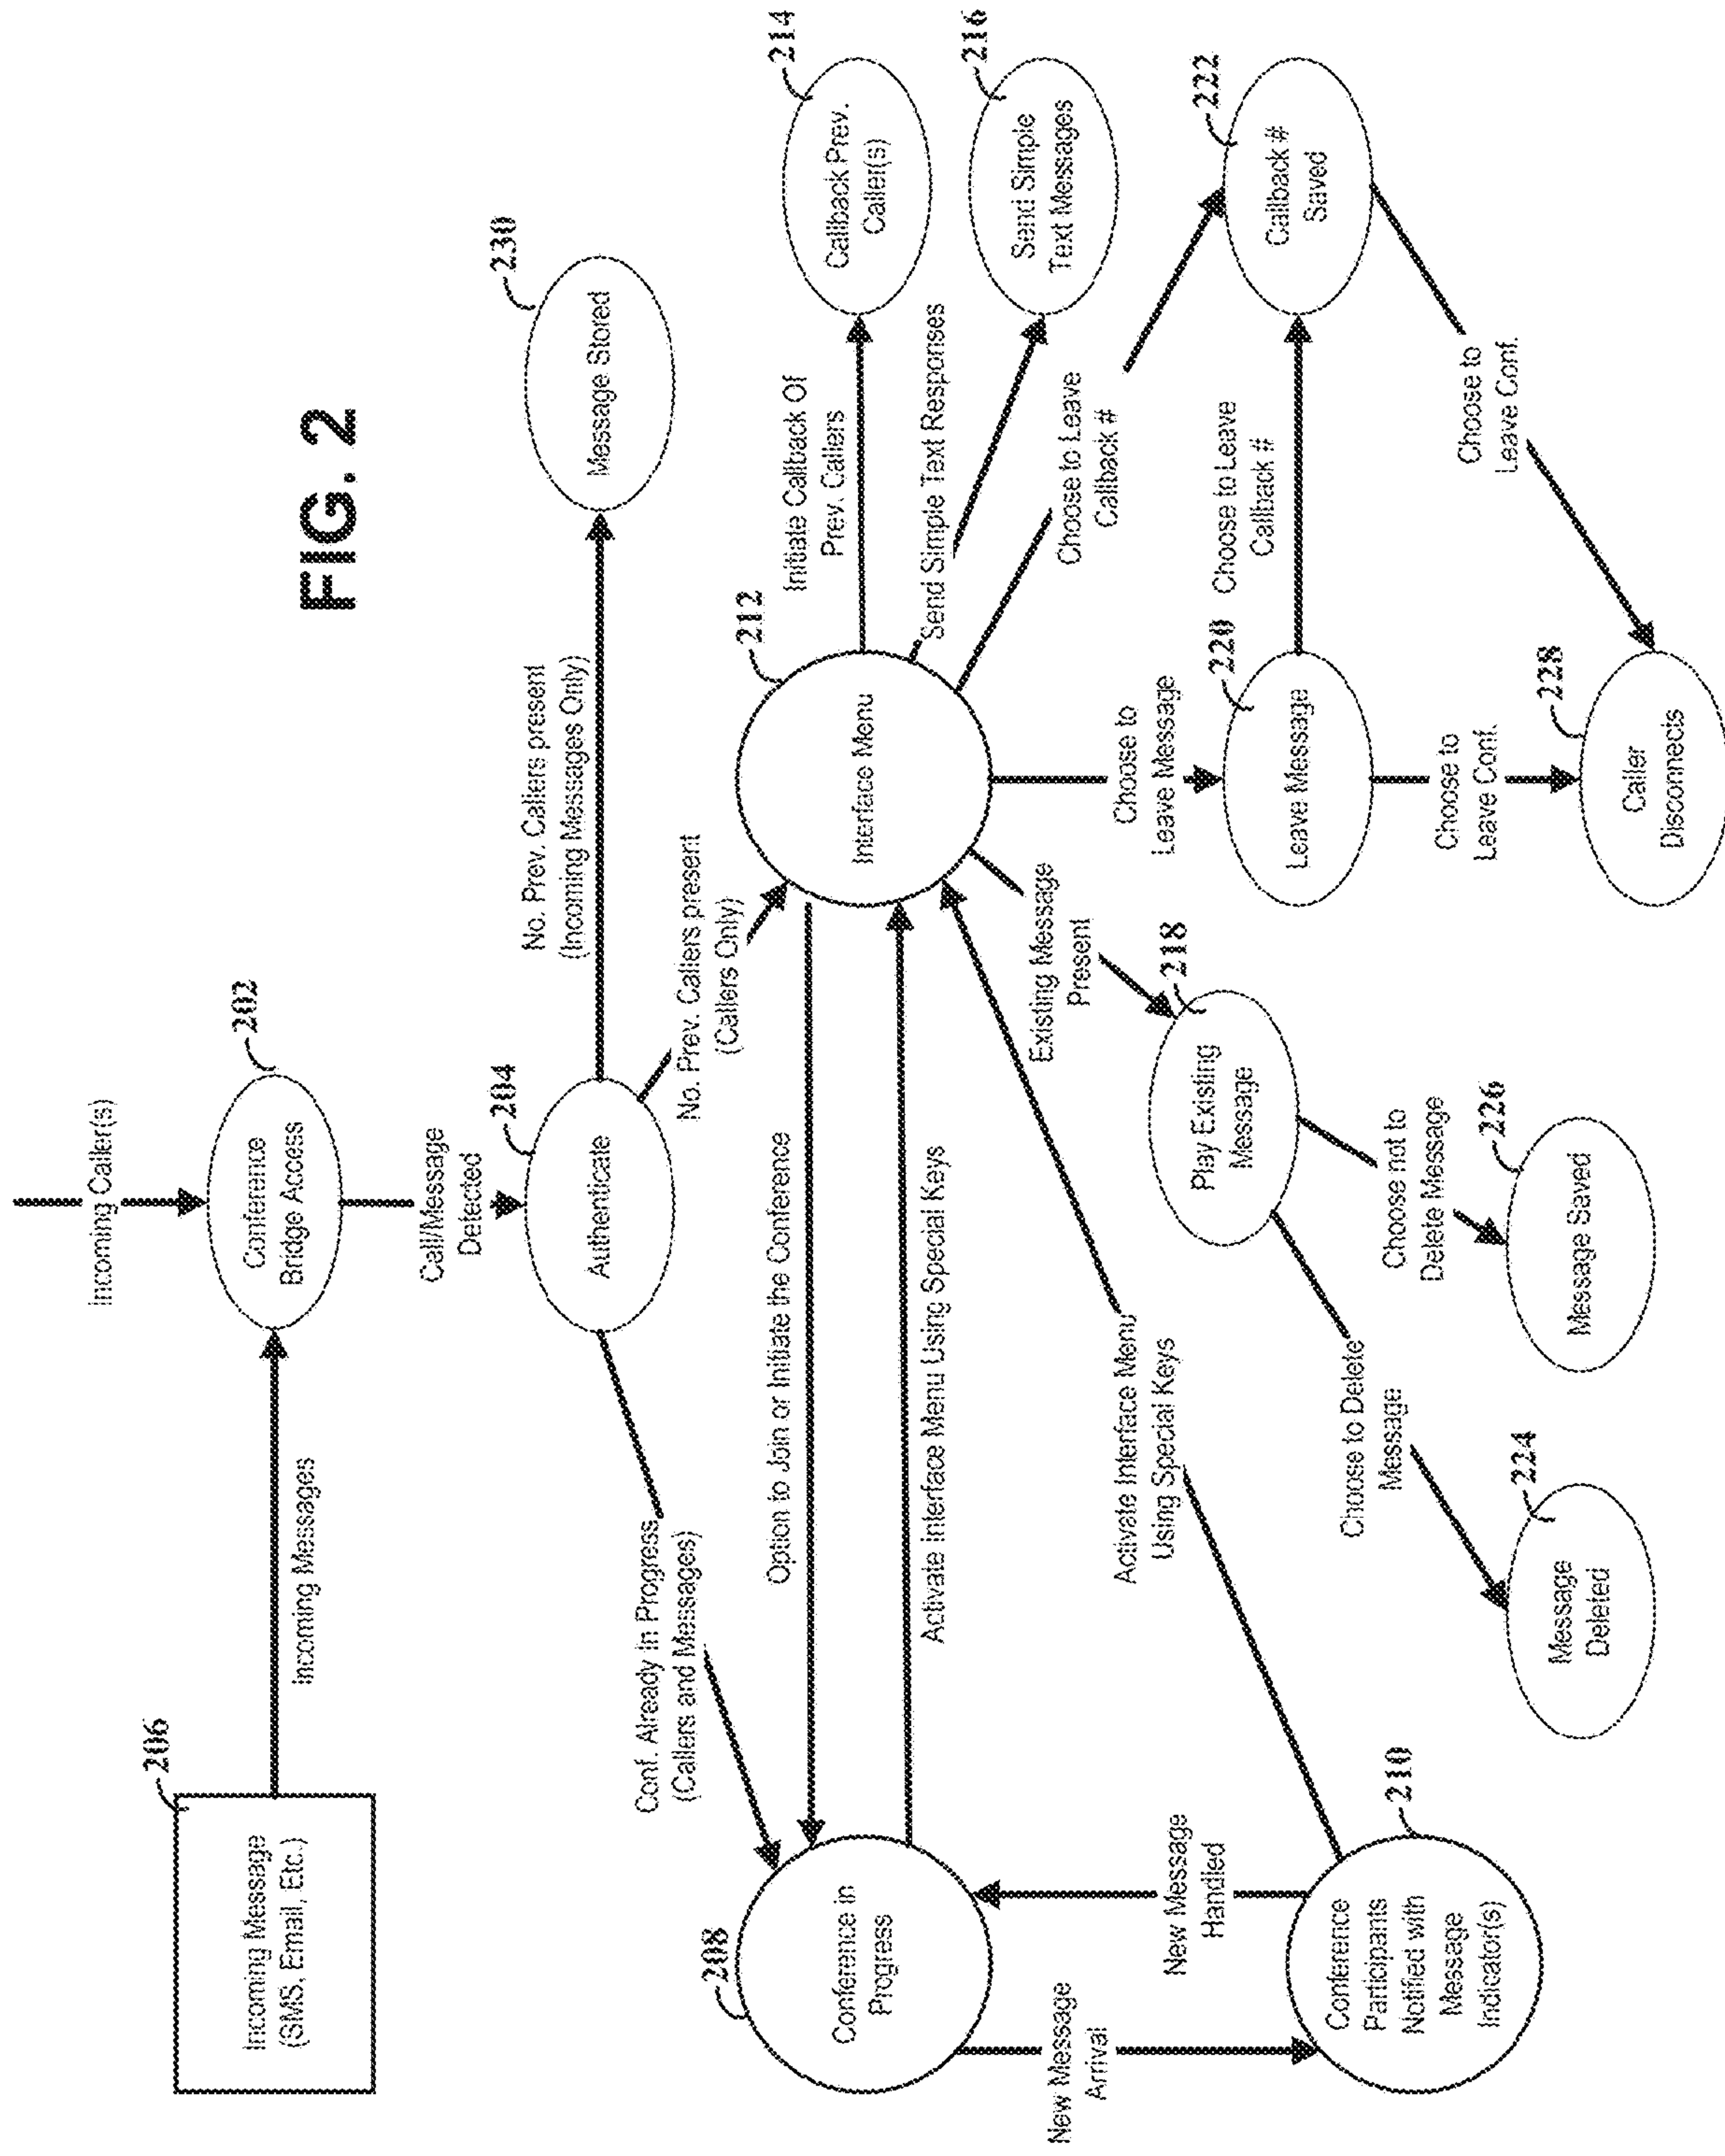 FIG. 2
Incoming Caller(s)
206
Incoming Message
(SMS, Email, Etc.)
Incoming Messages
202
Conference
Bridge Access
Call/Message
Detected
204
Authenticate
No. Prev. Callers present
(Incoming Messages Only)
230
Message Stored
Conf. Already In Progress
(Callers and Messages)
No. Prev. Callers present
(Callers Only)
208
Conference in
Progress
Option to Join or Initiate the Conference
Activate Interface Menu Using Special Keys
212
Interface Menu
Initiate Callback Of
Prev. Callers
214
Callback Prev.
Caller(s)
Send Simple Text Responses
216
Send Simple
Text Messages
Choose to Leave
Callback #
222
Callback #
Saved
New Message
Arrival
New Message
Handled
210
Conference
Participants
Notified with
Message
Indicator(s)
Activate Interface Menu
Using Special Keys
Existing Message
Present
218
Play Existing
Message
Choose to
Leave Message
220
Leave Message
Choose to Leave
Callback #
Choose to Delete
Message
224
Message
Deleted
Choose not to
Delete Message
226
Message Saved
Choose to
Leave Conf.
228
Caller
Disconnects
Choose to
Leave Conf.